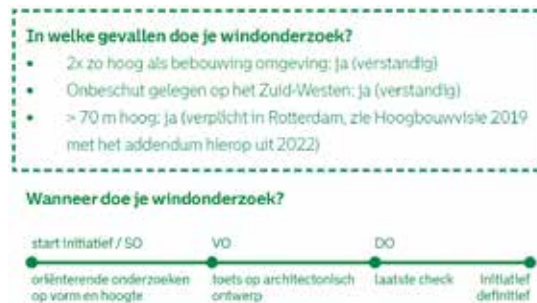 In welke gevallen doe je windonderzoek?
• 2x zo hoog als bebouwing omgeving: ja (verstandig)
• Onbeschut gelegen op het Zuid-Westen: ja (verstandig)
• > 70 m hoog: ja (verplicht in Rotterdam, zie Hoogbouwvisie 2019
met het addendum hierop uit 2022)
Wanneer doe je windonderzoek?
start initiatief / SO
VO
DO
oriënterende onderzoeken
op vorm en hoogte
toets op architectonisch
ontwerp
laatste check
initiatief
definitief